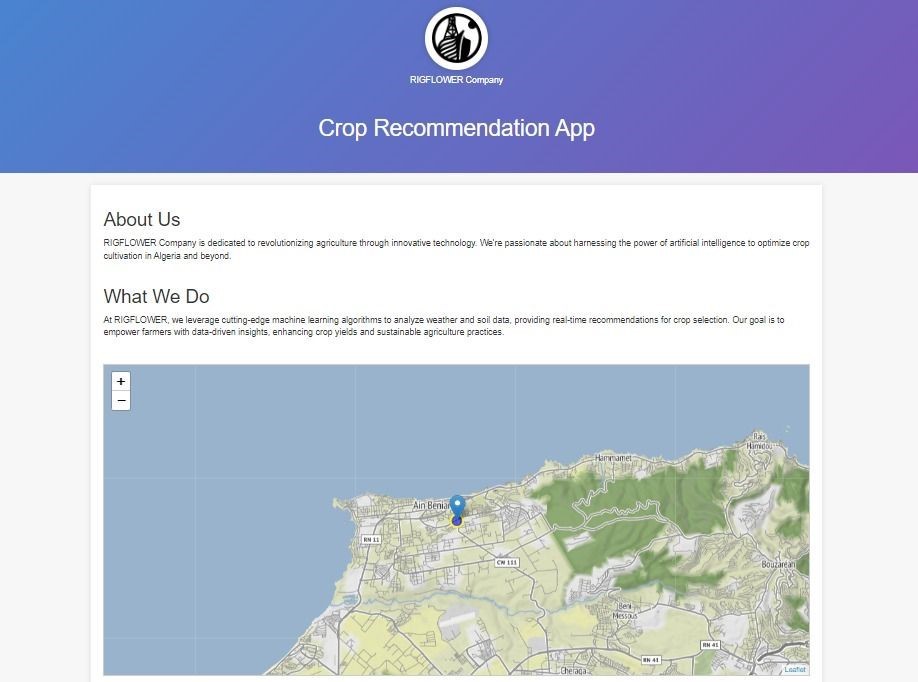 RIGFLOWER Company
Crop Recommendation App
About Us
RIGFLOWER Company is dedicated to revolutionizing agriculture through innovative technology. We're passionate about harnessing the power of artificial intelligence to optimize crop
cultivation in Algeria and beyond.
What We Do
At RIGFLOWER, we leverage cutting-edge machine learning algorithms to analyze weather and soil data, providing real-time recommendations for crop selection. Our goal is to
empower farmers with data-driven insights, enhancing crop yields and sustainable agriculture practices.
+
−
Rais
Hamidou
Hammamet
Ain Benian
RN 11
CW 111
Bouzareah
Beni
Messous
RN 41
RN 41
Cheraga
Leaflet